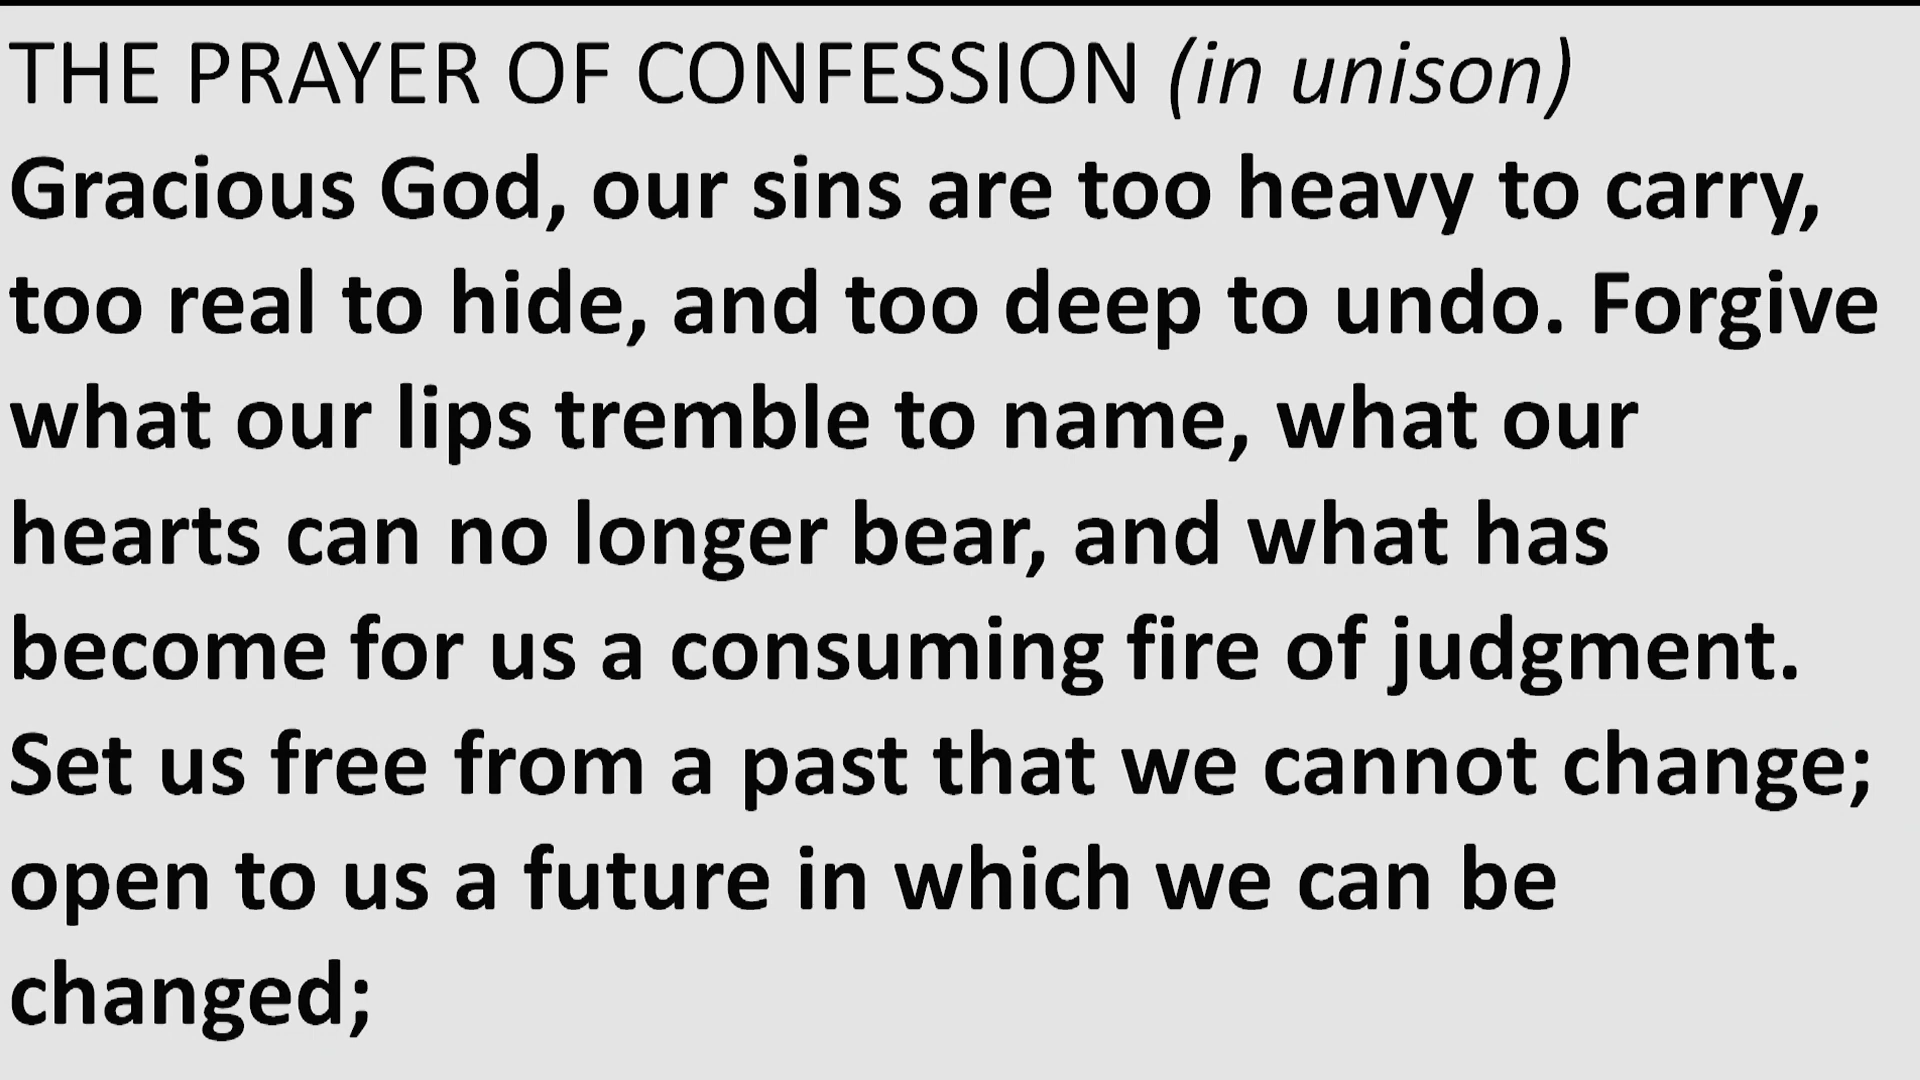 THE PRAYER OF CONFESSION (in unison)
Gracious God, our sins are too heavy to carry,
too real to hide, and too deep to undo. Forgive
what our lips tremble to name, what our
hearts can no longer bear, and what has
become for us a consuming fire of judgment.
Set us free from a past that we cannot change;
open to us a future in which we can be
changed;